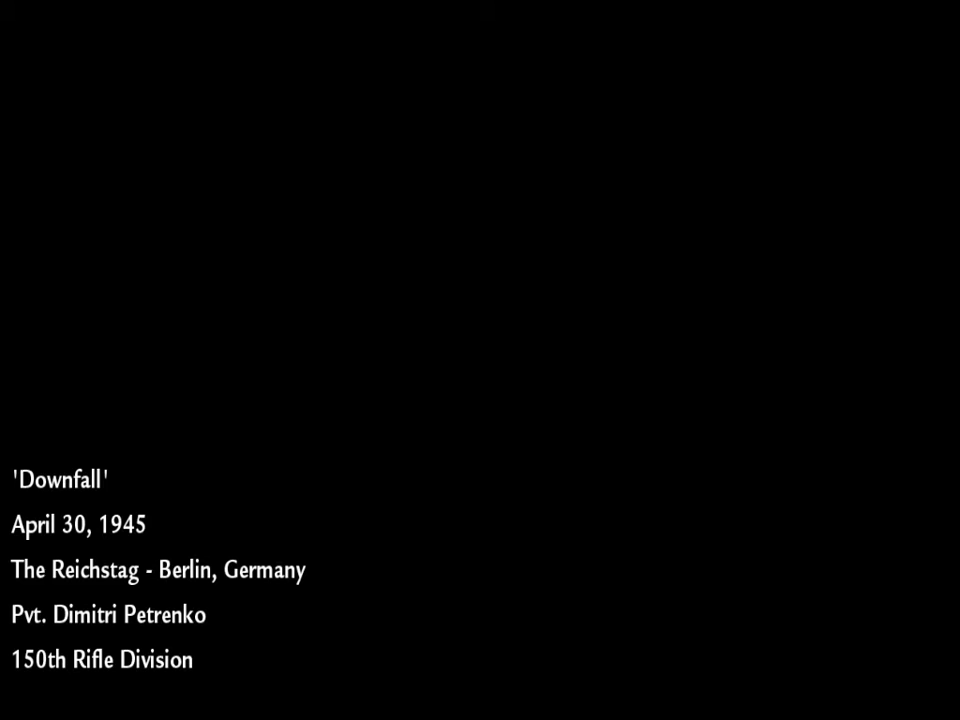 'Downfall'
April 30, 1945
The Reichstag - Berlin, Germany
Pvt. Dimitri Petrenko
150th Rifle Division